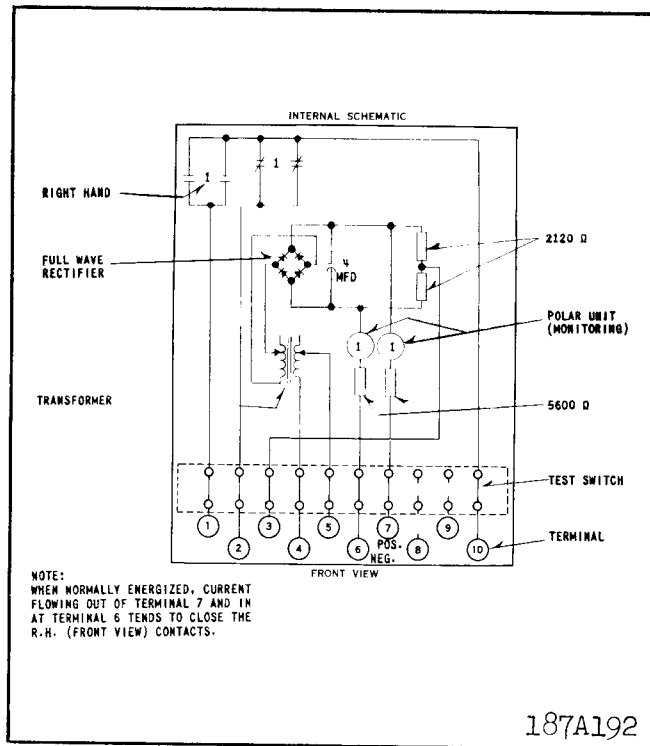 INTERNAL SCHEMATIC
1
1
RIGHT HAND
2120 Ω
FULL WAVE
RECTIFIER
4
MFD
POLAR UNIT
(MONITORING)
1
1
TRANSFORMER
5600 Ω
TEST SWITCH
1
3
5
7
9
TERMINAL
2
4
6
POS.
NEG.
8
10
FRONT VIEW
NOTE:
WHEN NORMALLY ENERGIZED, CURRENT
FLOWING OUT OF TERMINAL 7 AND IN
AT TERMINAL 6 TENDS TO CLOSE THE
R.H. (FRONT VIEW) CONTACTS.
187A192